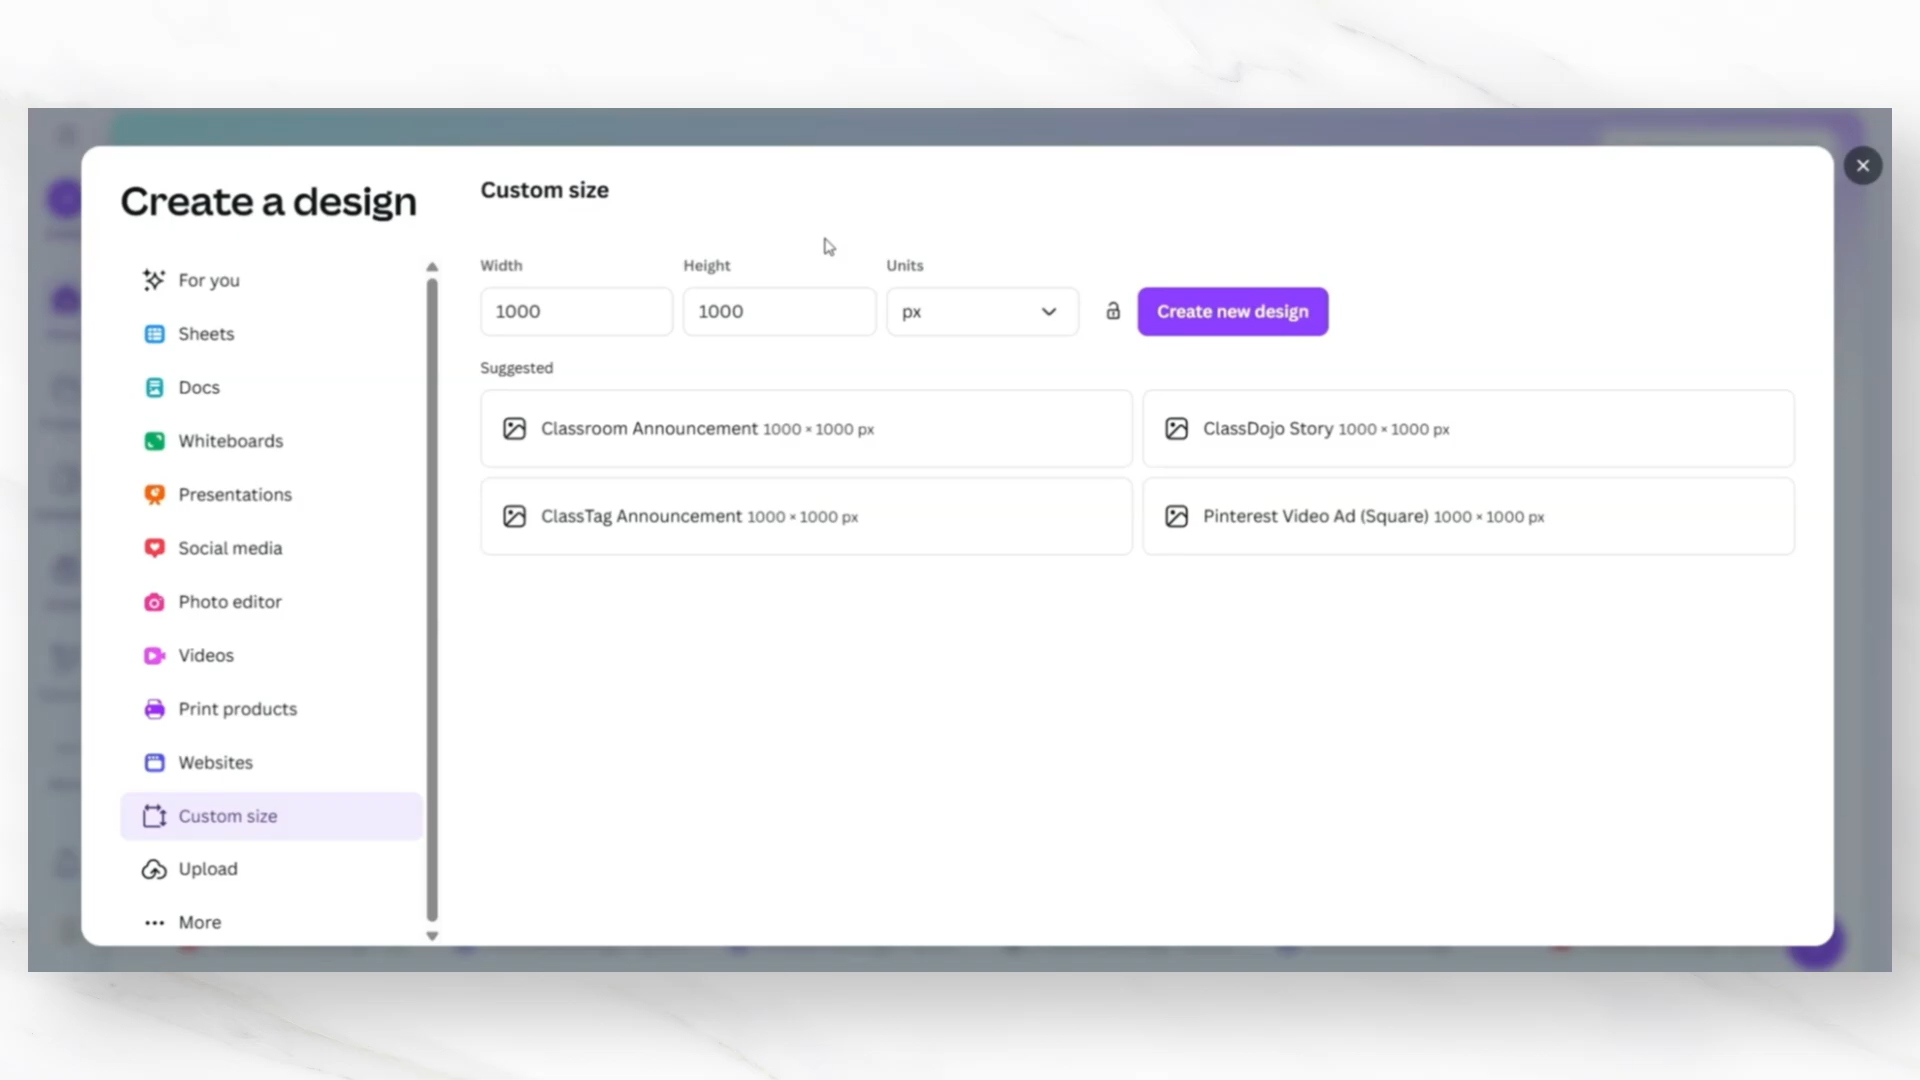 Create a design
For you
Sheets
Docs
Whiteboards
Presentations
Social media
Photo editor
Videos
Print products
Websites
Custom size
Upload
More
Custom size
Width Height Units
1000 1000 px Create new design
Suggested
Classroom Announcement 1000 × 1000 px
ClassDojo Story 1000 × 1000 px
ClassTag Announcement 1000 × 1000 px
Pinterest Video Ad (Square) 1000 × 1000 px